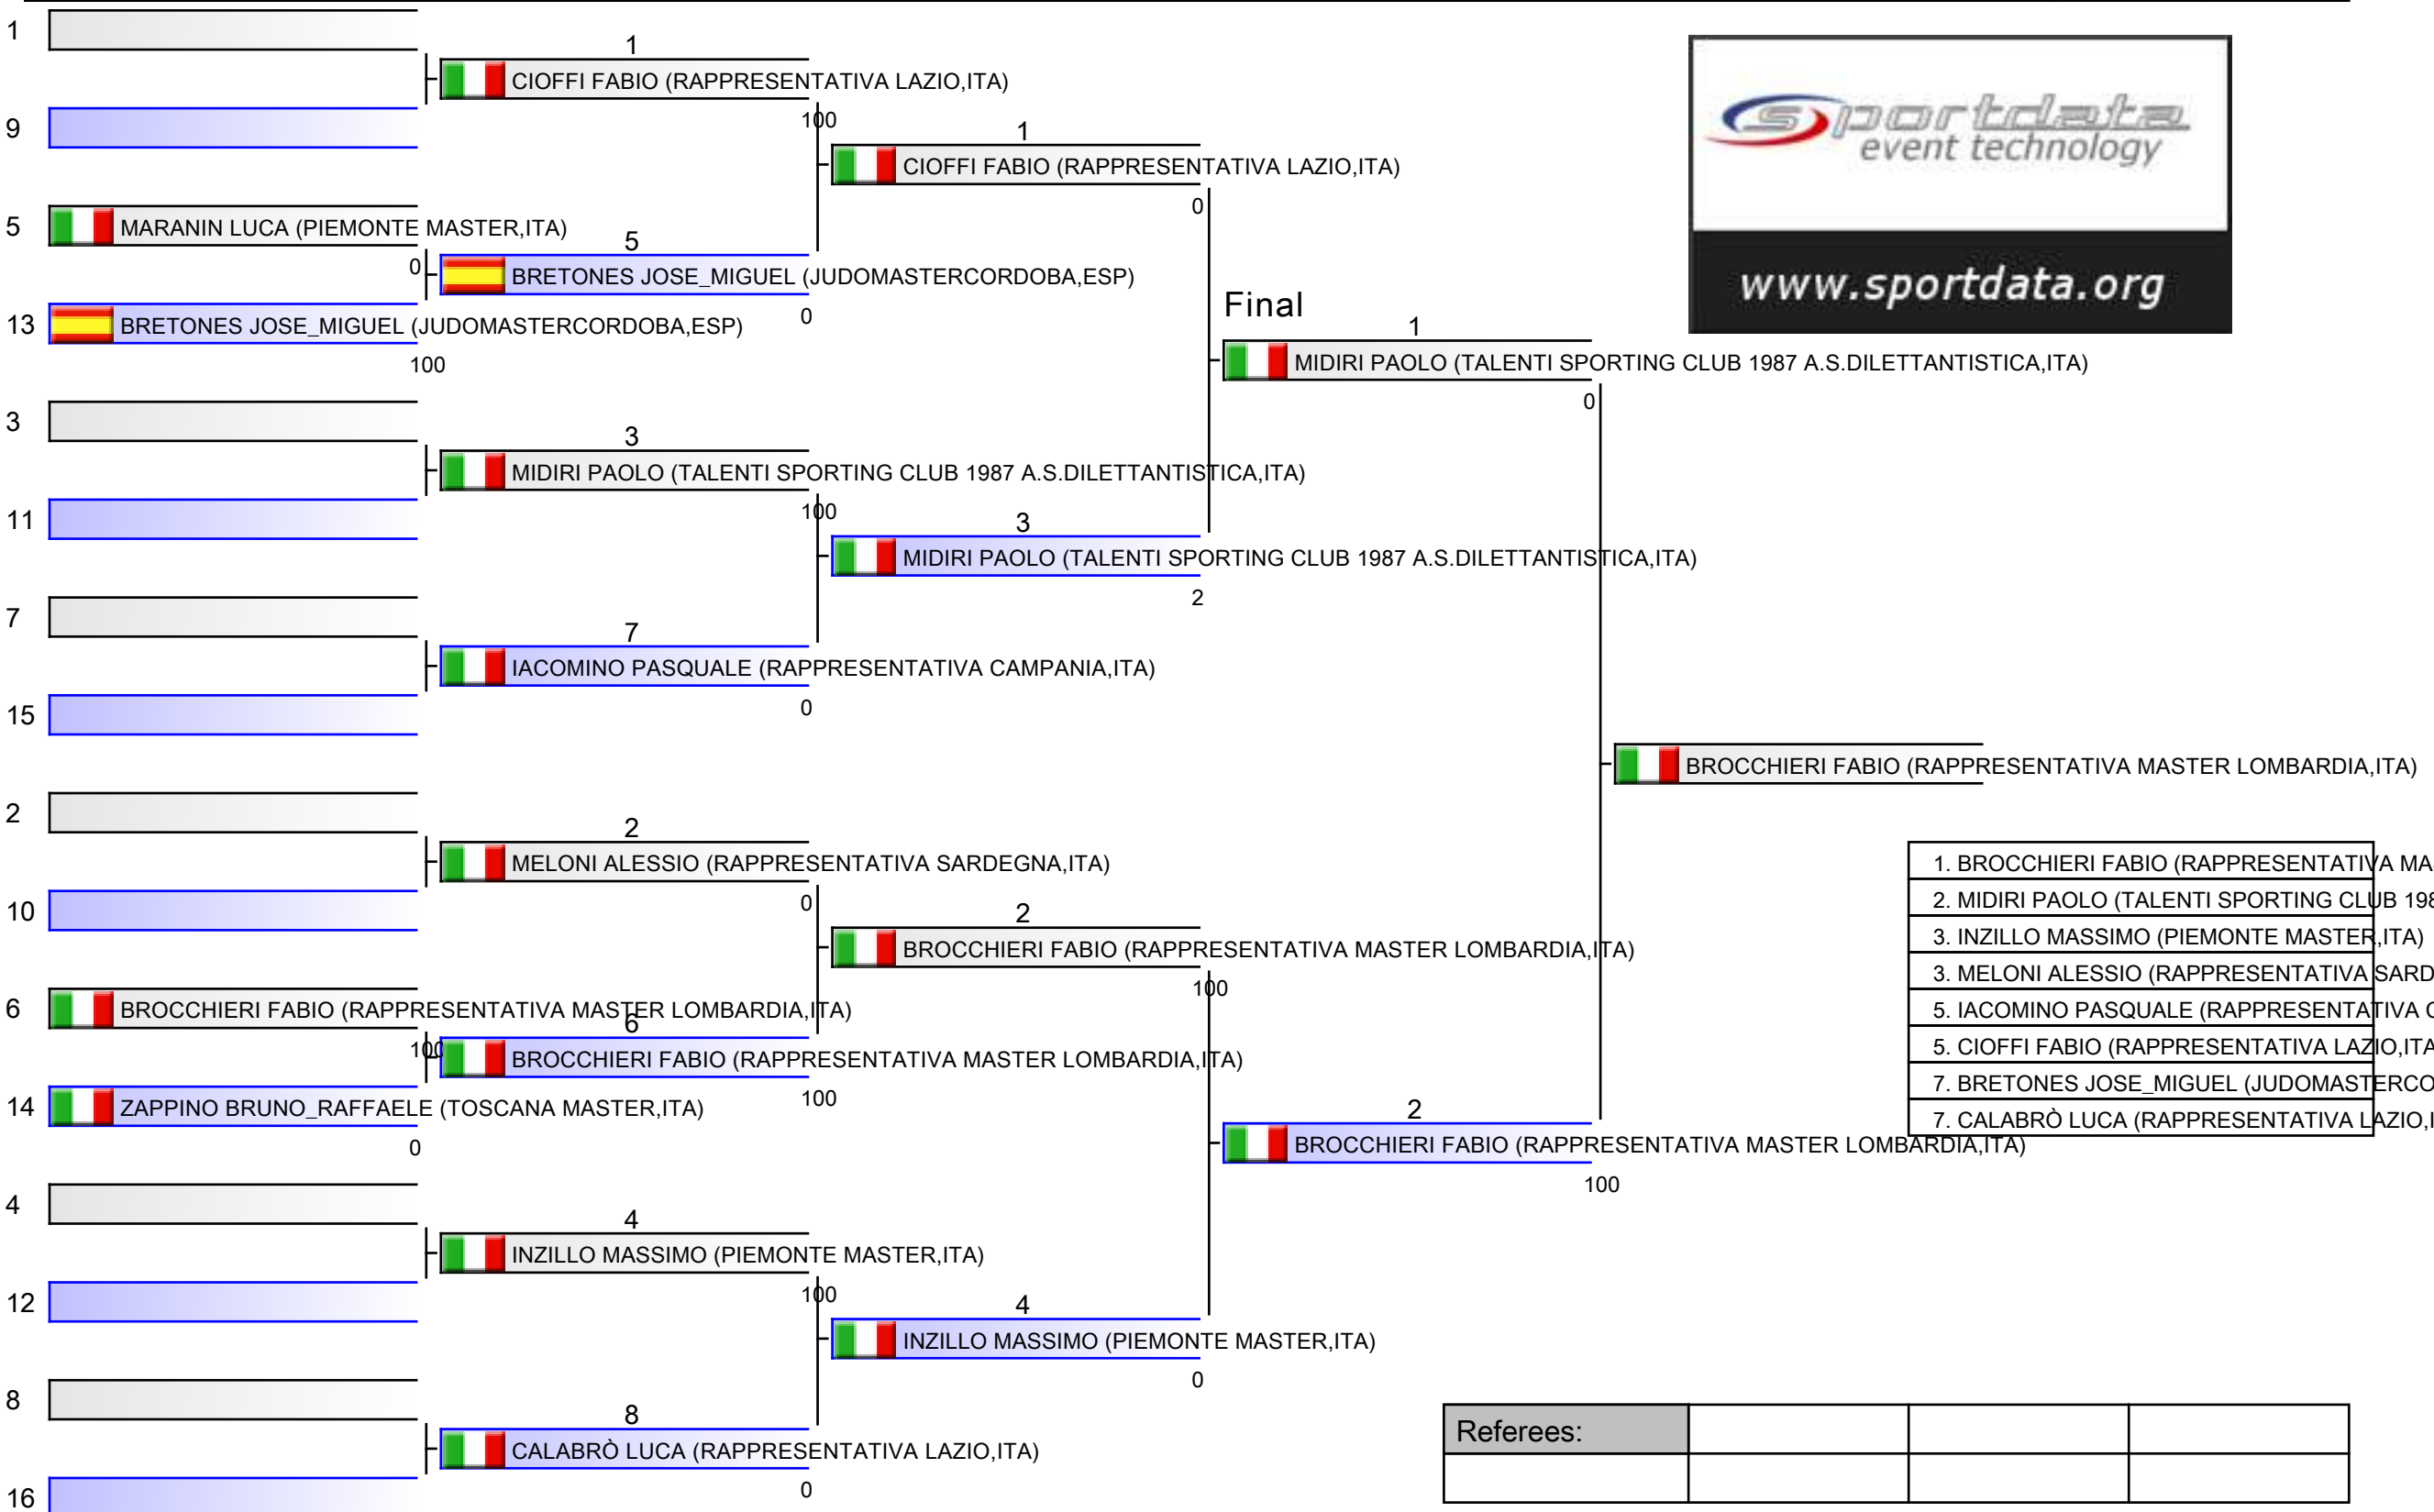 1
1
CIOFFI FABIO (RAPPRESENTATIVA LAZIO,ITA)
9
100
1
CIOFFI FABIO (RAPPRESENTATIVA LAZIO,ITA)
0
sportdata
event technology
www.sportdata.org
5
MARANIN LUCA (PIEMONTE MASTER,ITA)
0
5
BRETONES JOSE_MIGUEL (JUDOMASTERCORDOBA,ESP)
0
13
BRETONES JOSE_MIGUEL (JUDOMASTERCORDOBA,ESP)
100
Final
1
MIDIRI PAOLO (TALENTI SPORTING CLUB 1987 A.S.DILETTANTISTICA,ITA)
0
3
3
MIDIRI PAOLO (TALENTI SPORTING CLUB 1987 A.S.DILETTANTISTICA,ITA)
100
11
3
MIDIRI PAOLO (TALENTI SPORTING CLUB 1987 A.S.DILETTANTISTICA,ITA)
2
7
7
IACOMINO PASQUALE (RAPPRESENTATIVA CAMPANIA,ITA)
0
15
BROCCHIERI FABIO (RAPPRESENTATIVA MASTER LOMBARDIA,ITA)
2
2
MELONI ALESSIO (RAPPRESENTATIVA SARDEGNA,ITA)
0
10
2
BROCCHIERI FABIO (RAPPRESENTATIVA MASTER LOMBARDIA,ITA)
100
6
BROCCHIERI FABIO (RAPPRESENTATIVA MASTER LOMBARDIA,ITA)
100
6
BROCCHIERI FABIO (RAPPRESENTATIVA MASTER LOMBARDIA,ITA)
100
14
ZAPPINO BRUNO_RAFFAELE (TOSCANA MASTER,ITA)
0
2
BROCCHIERI FABIO (RAPPRESENTATIVA MASTER LOMBARDIA,ITA)
100
1. BROCCHIERI FABIO (RAPPRESENTATIVA MA
2. MIDIRI PAOLO (TALENTI SPORTING CLUB 198
3. INZILLO MASSIMO (PIEMONTE MASTER,ITA)
3. MELONI ALESSIO (RAPPRESENTATIVA SARD
5. IACOMINO PASQUALE (RAPPRESENTATIVA C
5. CIOFFI FABIO (RAPPRESENTATIVA LAZIO,ITA
7. BRETONES JOSE_MIGUEL (JUDOMASTERCO
7. CALABRÒ LUCA (RAPPRESENTATIVA LAZIO,I
4
4
INZILLO MASSIMO (PIEMONTE MASTER,ITA)
100
12
4
INZILLO MASSIMO (PIEMONTE MASTER,ITA)
0
8
8
CALABRÒ LUCA (RAPPRESENTATIVA LAZIO,ITA)
0
16
Referees: